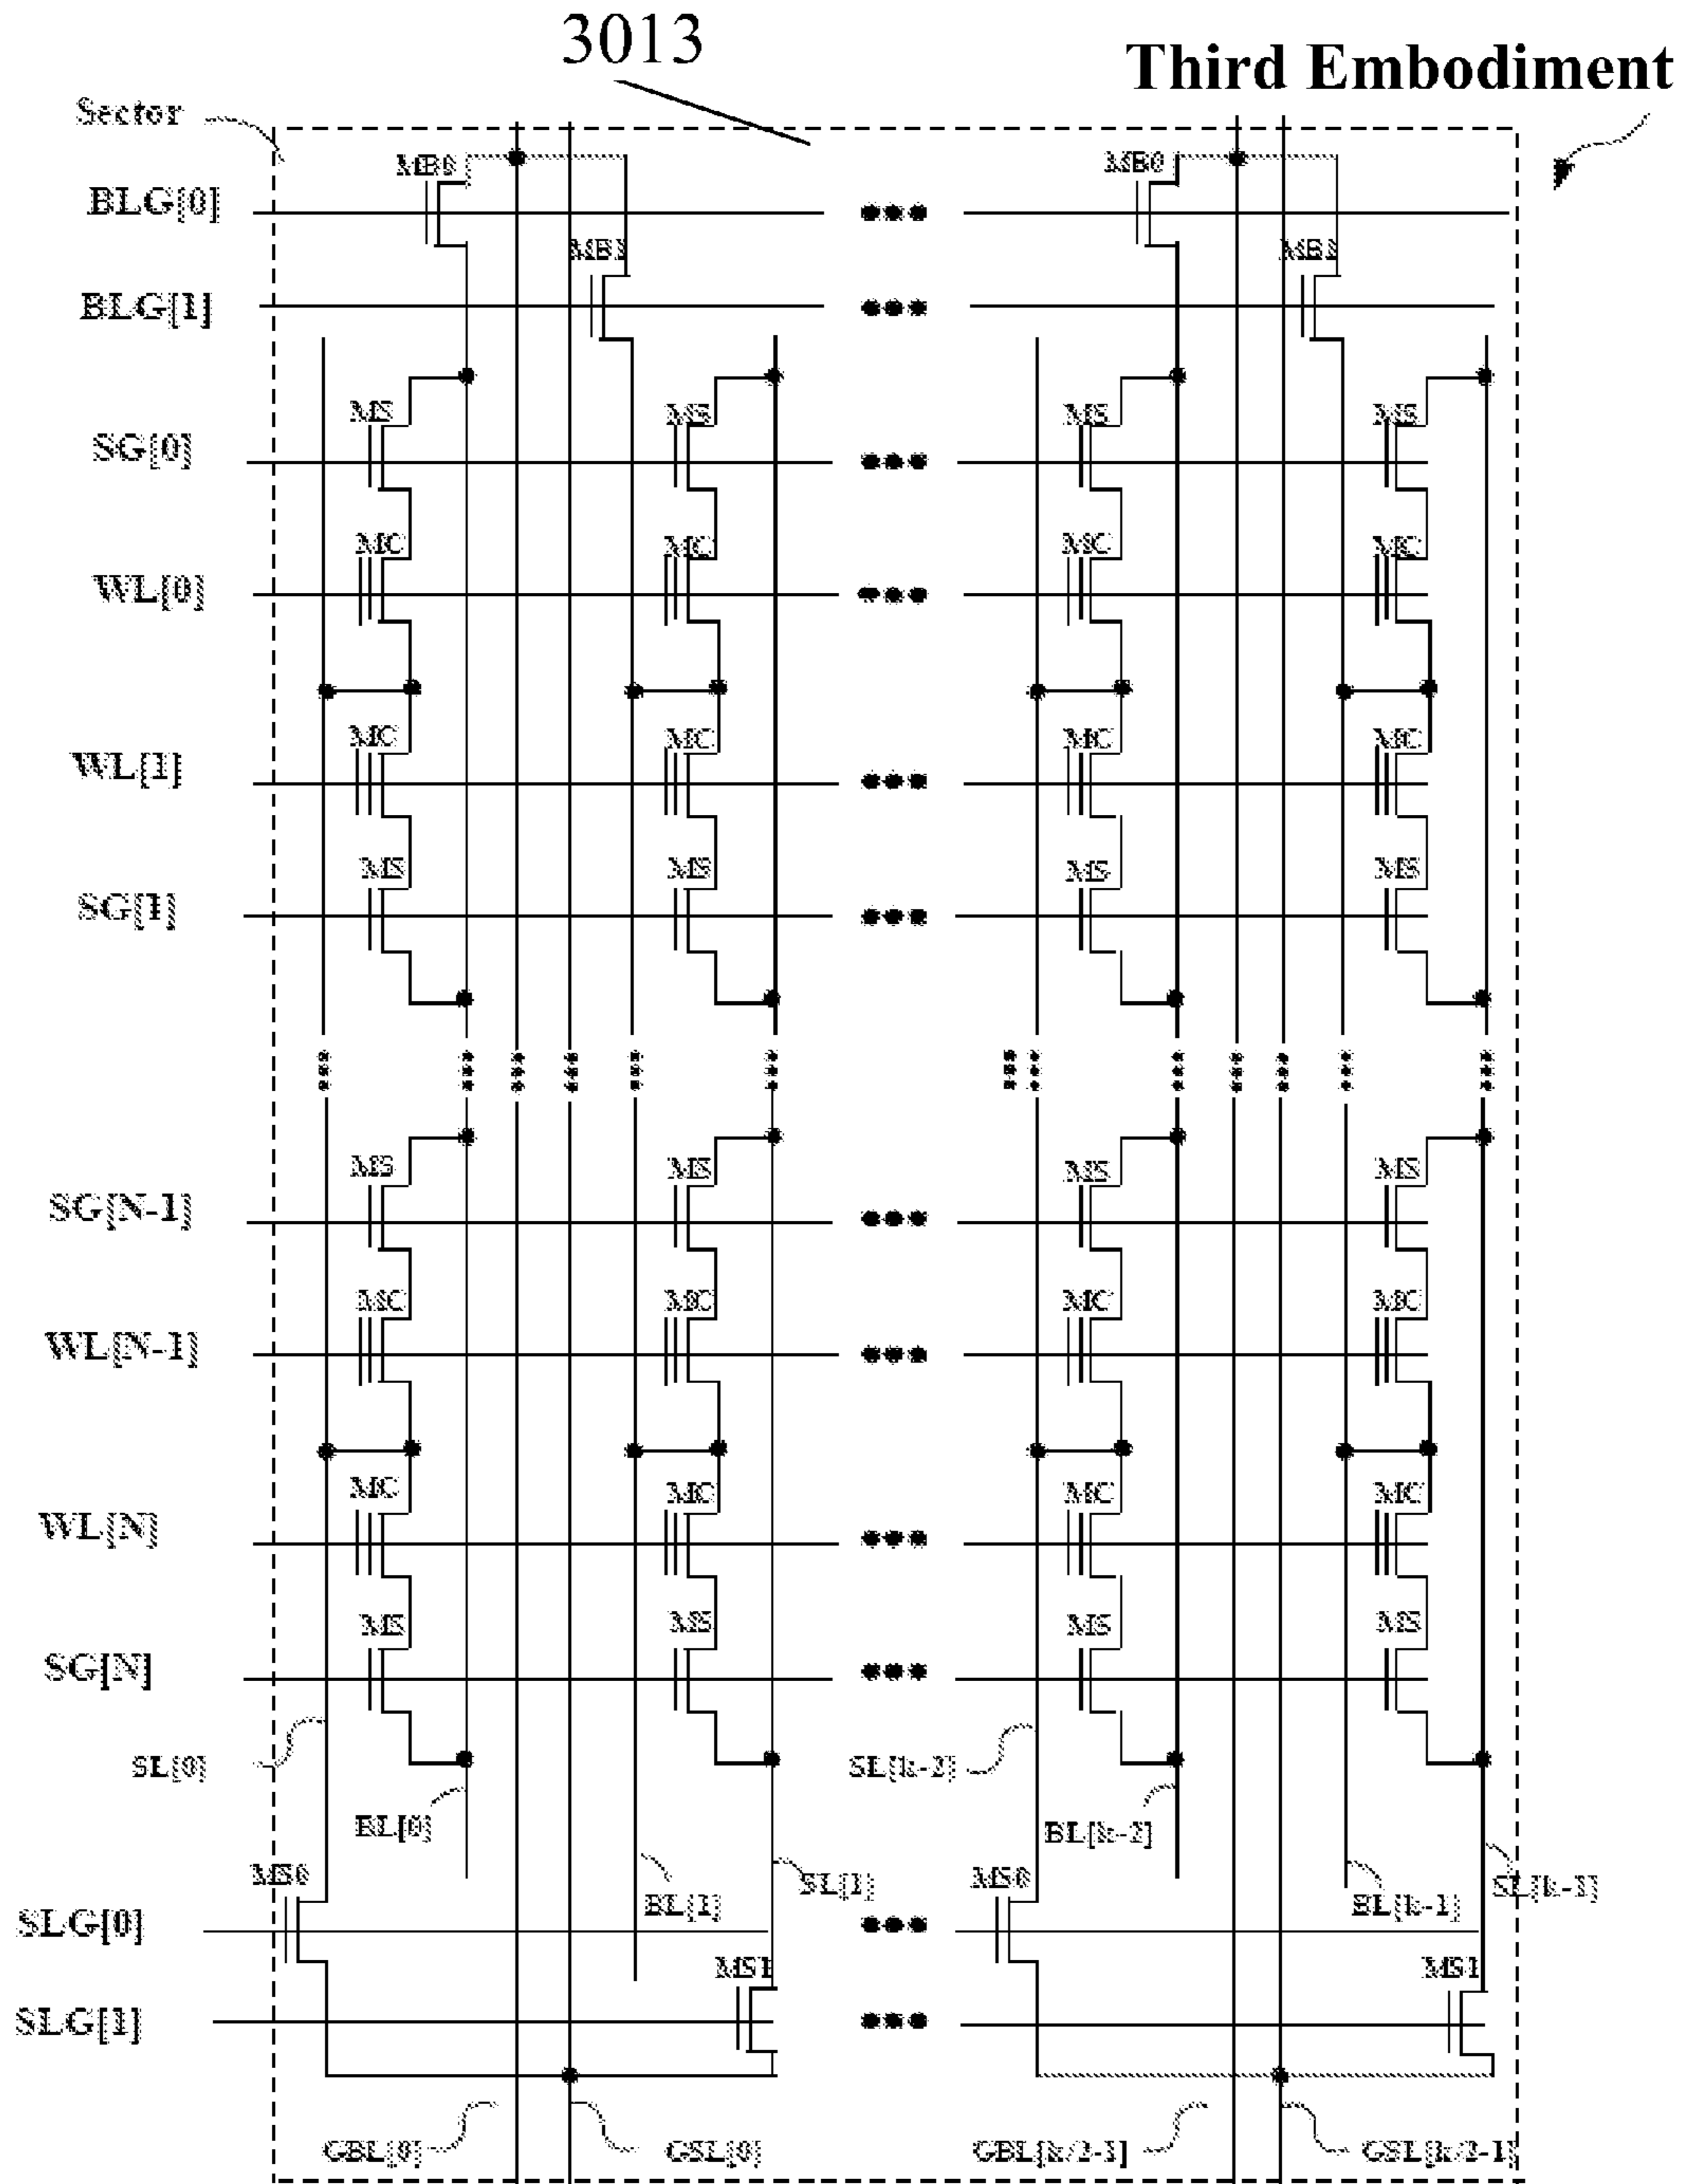 3013
Third Embodiment
Sector
MB0 MB0
BLG[0]
MB1 MB1
BLG[1]
MS MS MS MS
SG[0]
MC MC MC MC
WL[0]
MC MC MC MC
WL[1]
MS MS MS MS
SG[1]
MS MS MS MS
SG[N-1]
MC MC MC MC
WL[N-1]
MC MC MC MC
WL[N]
MS MS MS MS
SG[N]
SL[0] SL[k-2]
BL[0] BL[k-2]
MS0 SL[1] MS0 SL[k-1]
BL[1] BL[k-1]
SLG[0]
MS1 MS1
SLG[1]
GBL[0] GSL[0] GBL[k/2-1] GSL[k/2-1]